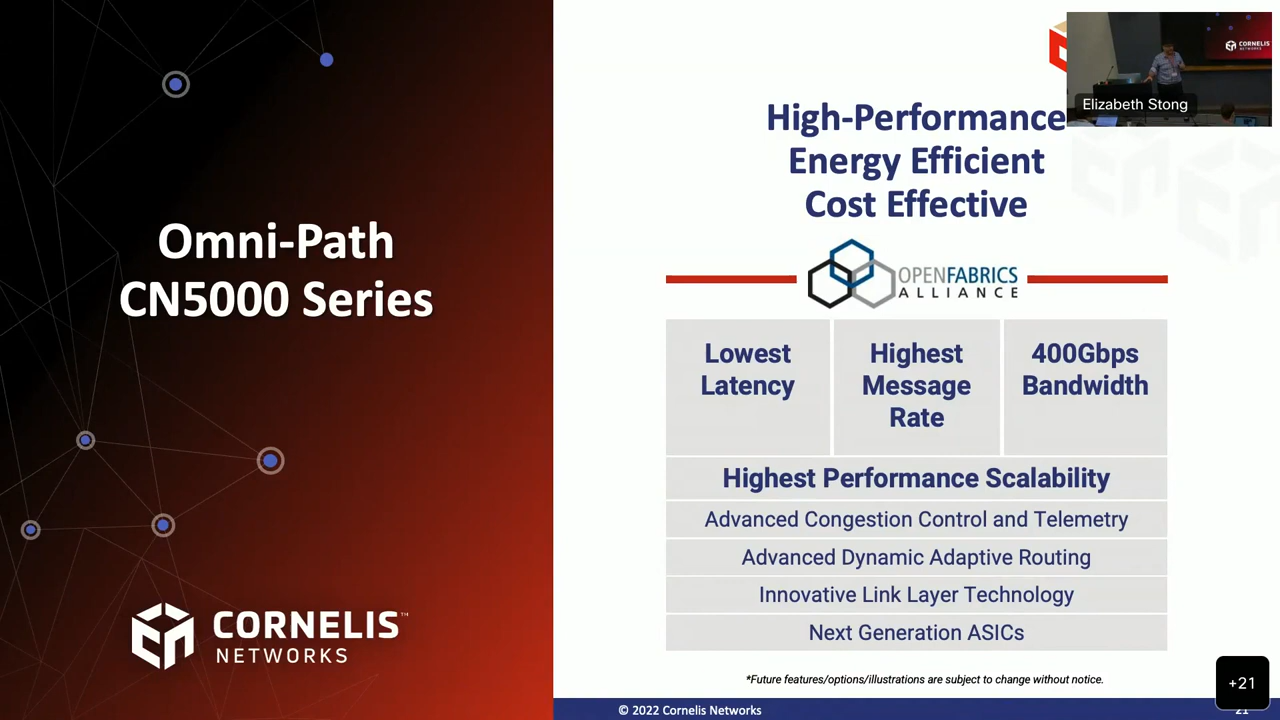 Omni-Path
CN5000 Series
CORNELIS™
NETWORKS
CORNELIS
Elizabeth Stong
High-Performance
Energy Efficient
Cost Effective
OPENFABRICS
ALLIANCE
Lowest
Latency
Highest
Message
Rate
400Gbps
Bandwidth
Highest Performance Scalability
Advanced Congestion Control and Telemetry
Advanced Dynamic Adaptive Routing
Innovative Link Layer Technology
Next Generation ASICs
*Future features/options/illustrations are subject to change without notice.
+21
© 2022 Cornelis Networks
21